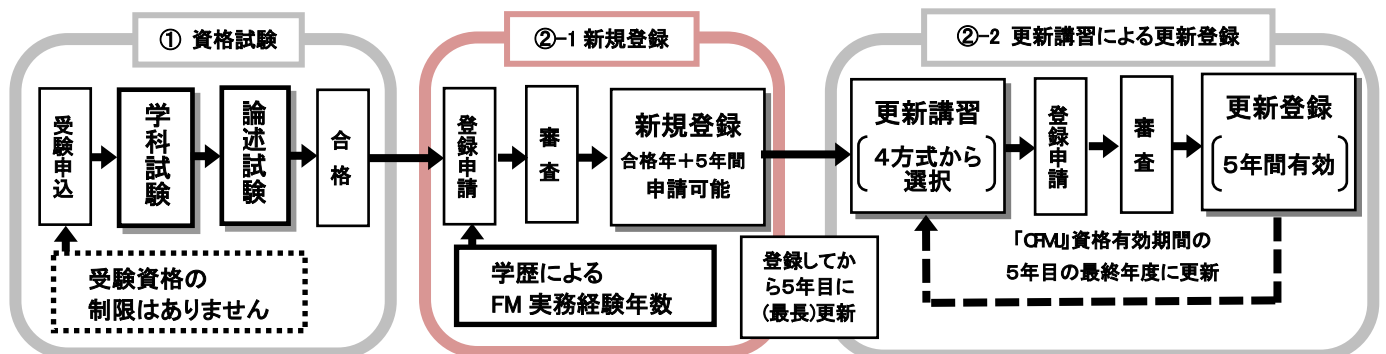 ① 資格試験
受験申込
学科試験
論述試験
合格
受験資格の
制限はありません
②-1 新規登録
登録申請
審査
新規登録
合格年+5年間
申請可能
学歴による
FM 実務経験年数
登録してか
ら5年目に
(最長)更新
②-2 更新講習による更新登録
更新講習
4方式から
選択
登録申請
審査
更新登録
5年間有効
「CFMJ」資格有効期間の
5年目の最終年度に更新